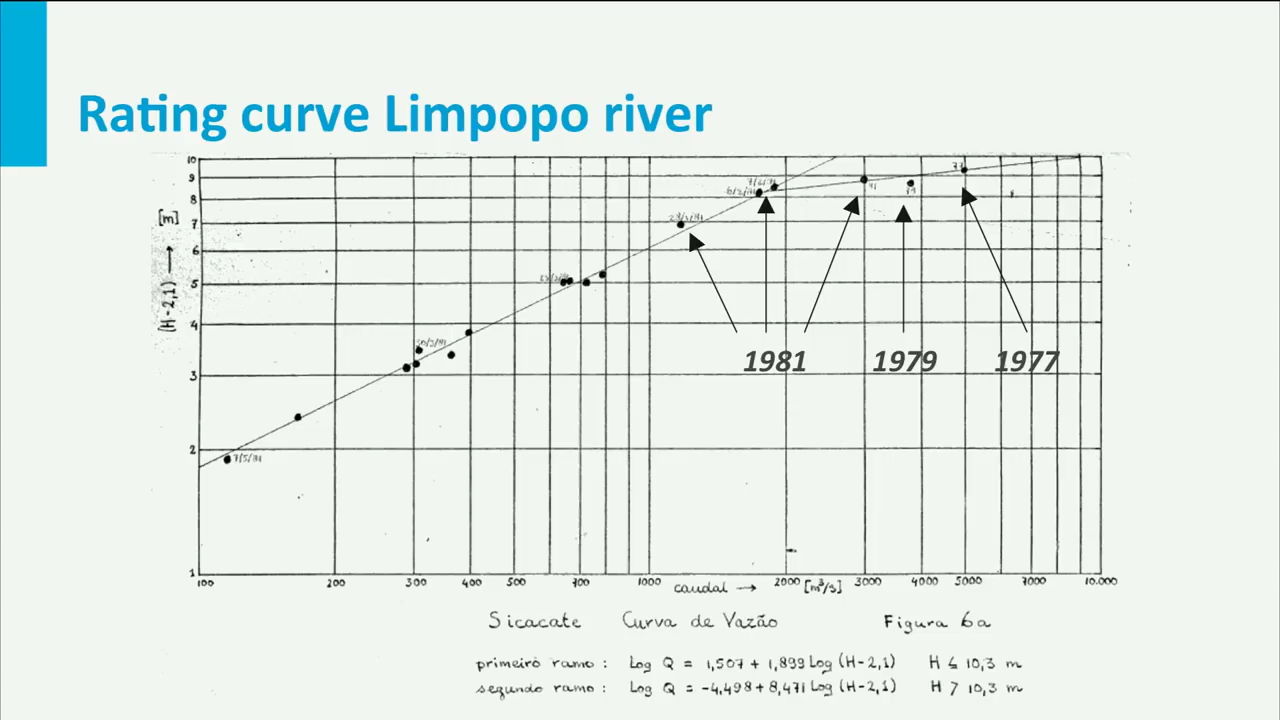 Rating curve Limpopo river
10
9
8
7
6
5
4
3
2
1
[m]
(H-2,1) →
7/5/81
1981 1979 1977
100 200 300 400 500 700 1000 2000 3000 4000 5000 7000 10.000
caudal → [m³/s]
Sicacate Curva de Vazão Figura 6a
primeiro ramo : Log Q = 1,507 + 1,899 Log (H-2,1) H ≤ 10,3 m
segundo ramo : Log Q = -4,498 + 8,471 Log (H-2,1) H > 10,3 m